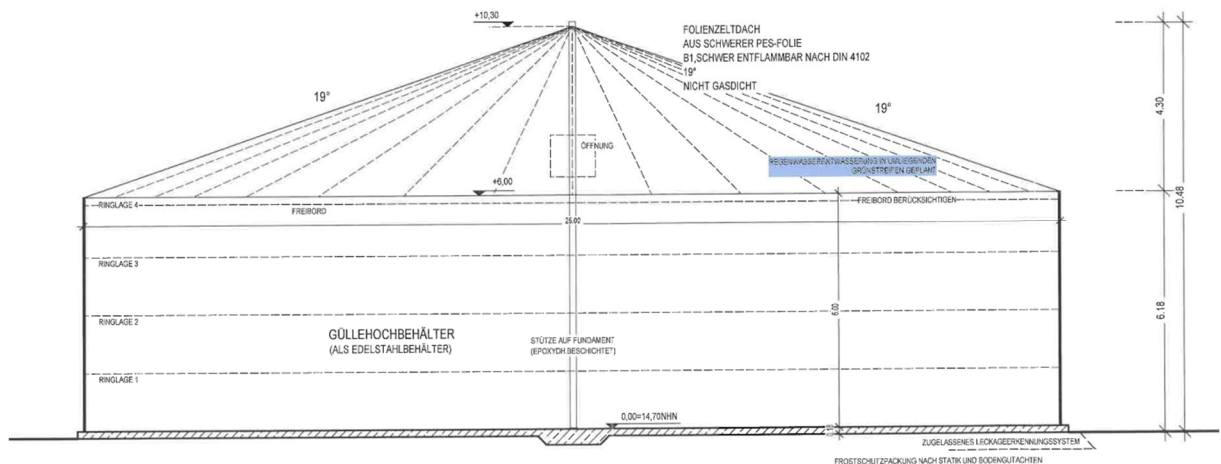 +10,30
FOLIENZELTDACH
AUS SCHWERER PES-FOLIE
B1,SCHWER ENTFLAMMBAR NACH DIN 4102
19°
NICHT GASDICHT
19°
19°
4.30
10.48
ÖFFNUNG
REGENWASSERENTWÄSSERUNG IN UMLIEGENDEN
GRÜNSTREIFEN GEPLANT
+6,00
RINGLAGE 4
FREIBORD
FREIBORD BERÜCKSICHTIGEN
25.00
RINGLAGE 3
6.00
6.18
RINGLAGE 2
GÜLLEHOCHBEHÄLTER
(ALS EDELSTAHLBEHÄLTER)
STÜTZE AUF FUNDAMENT
(EPOXYDH.BESCHICHTET)
RINGLAGE 1
0,00=14,70NHN
ZUGELASSENES LECKAGEERKENNUNGSSYSTEM
FROSTSCHUTZPACKUNG NACH STATIK UND BODENGUTACHTEN